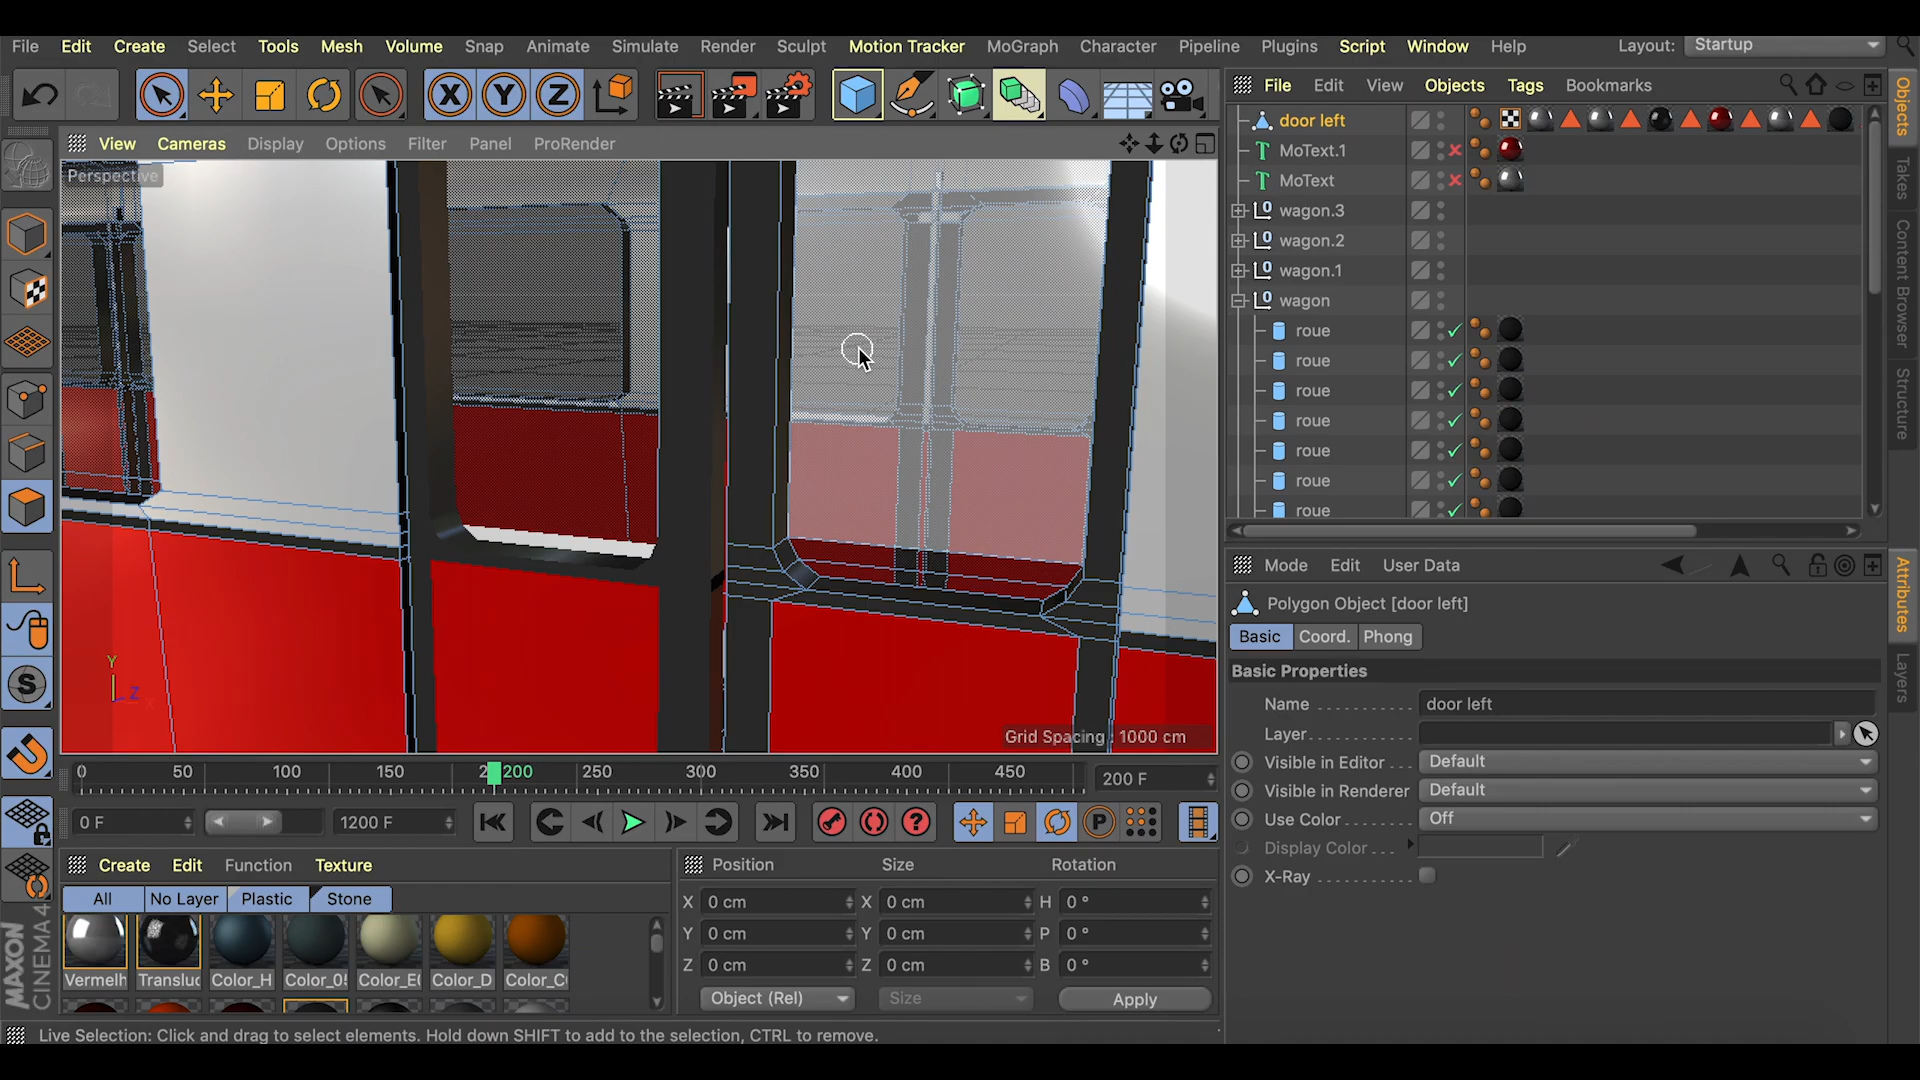 File Edit Create Select Tools Mesh Volume Snap Animate Simulate Render Sculpt Motion Tracker MoGraph Character Pipeline Plugins Script Window Help Layout: Startup
X Y Z
File Edit View Objects Tags Bookmarks
View Cameras Display Options Filter Panel ProRender
Perspective
door left
MoText.1
MoText
wagon.3
wagon.2
wagon.1
wagon
roue
roue
roue
roue
roue
roue
roue
Objects
Takes
Content Browser
Structure
Y
Z
Grid Spacing : 1000 cm
Mode Edit User Data
Polygon Object [door left]
Basic Coord. Phong
Basic Properties
Name door left
Layer
Visible in Editor Default
Visible in Renderer Default
Use Color Off
Display Color
X-Ray
Attributes
Layers
0 50 100 150 200 250 300 350 400 450 200 F
0 F 1200 F
Create Edit Function Texture
All No Layer Plastic Stone
Color_H Color_D
Position Size Rotation
X 0 cm X 0 cm H 0 °
Y 0 cm Y 0 cm P 0 °
Z 0 cm Z 0 cm B 0 °
Object (Rel) Size Apply
MAXON
CINEMA4
Live Selection: Click and drag to select elements. Hold down SHIFT to add to the selection, CTRL to remove.